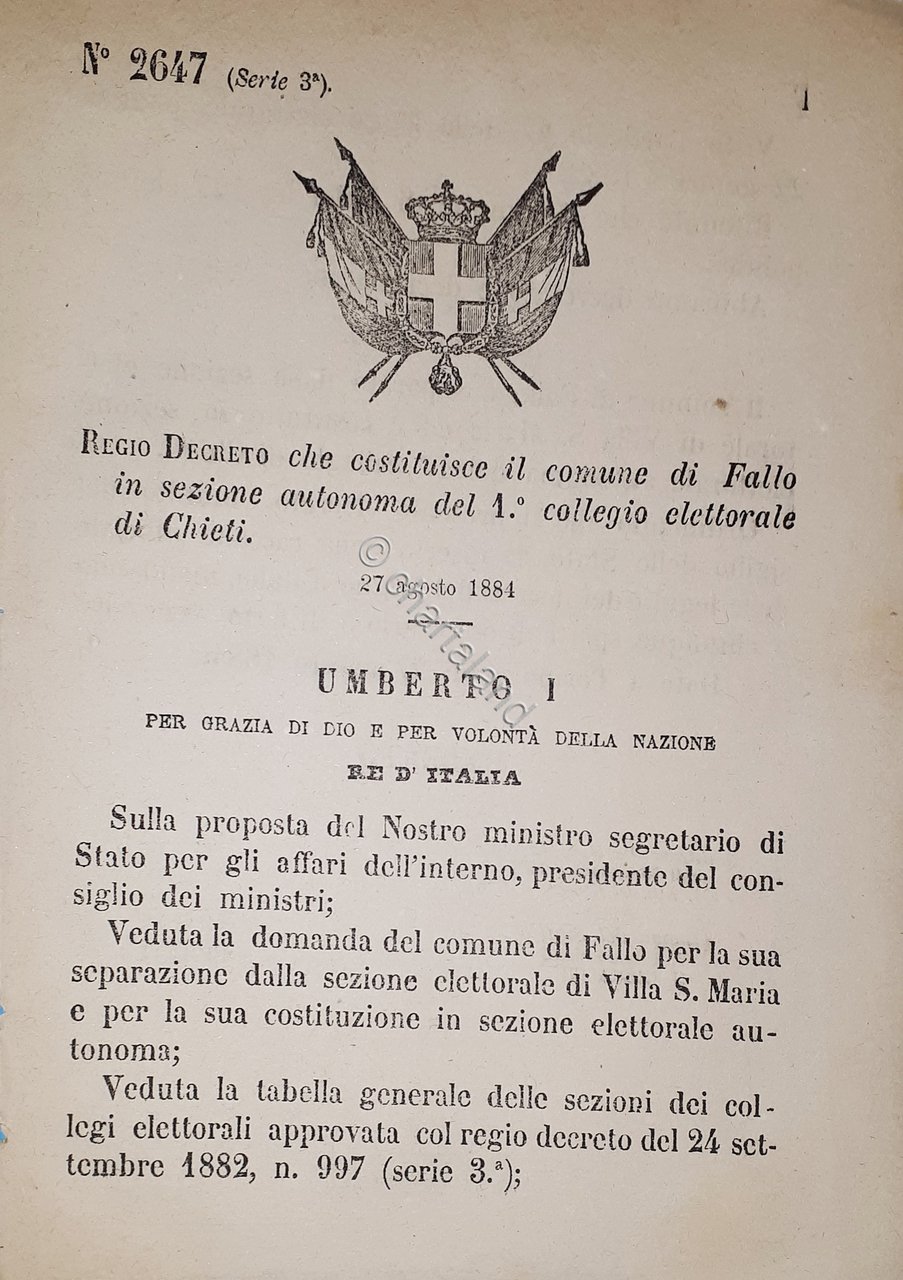 Nº 2647 (Serie 3ª).
REGIO DECRETO che costituisce il comune di Fallo
in sezione autonoma del 1.º collegio elettorale
di Chieti.
27 agosto 1884
© chartaland
UMBERTO I
PER GRAZIA DI DIO E PER VOLONTÀ DELLA NAZIONE
RE D' ITALIA
Sulla proposta del Nostro ministro segretario di
Stato per gli affari dell'interno, presidente del con-
siglio dei ministri;
Veduta la domanda del comune di Fallo per la sua
separazione dalla sezione elettorale di Villa S. Maria
e per la sua costituzione in sezione elettorale au-
tonoma;
Veduta la tabella generale delle sezioni dei col-
legi elettorali approvata col regio decreto del 24 set-
tembre 1882, n. 997 (serie 3.ª);